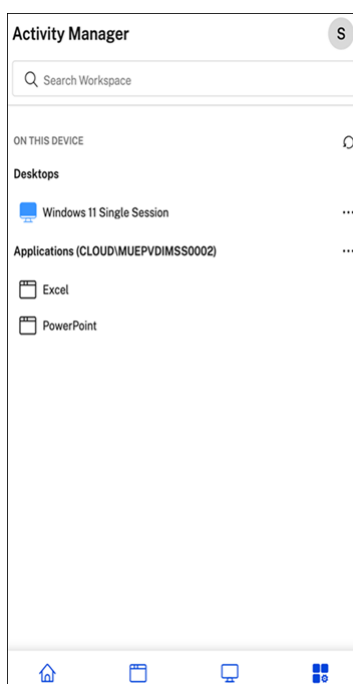 Activity Manager
S
Search Workspace
ON THIS DEVICE
Desktops
Windows 11 Single Session
Applications (CLOUD\MUEPVDIMSS0002)
Excel
PowerPoint